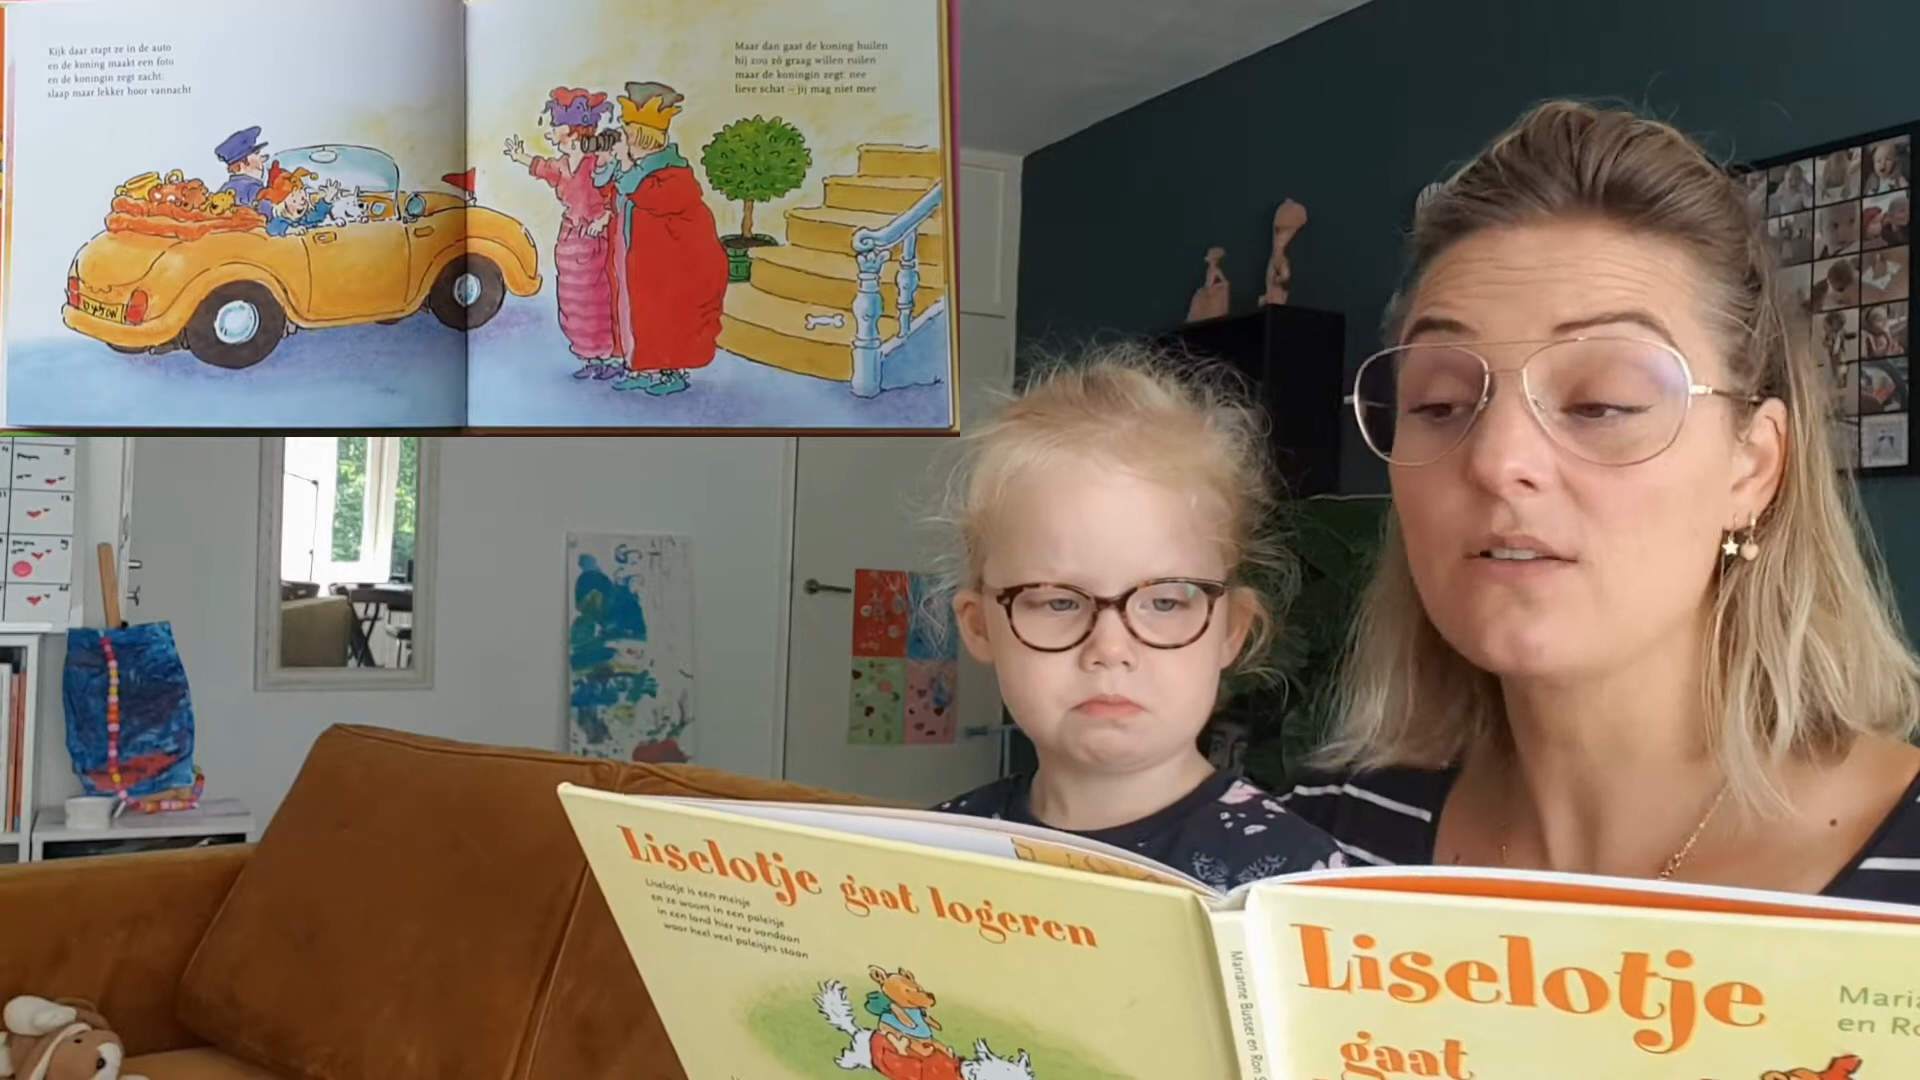 Kijk daar stapt ze in de auto
en de koning maakt een foto
en de koningin zegt zacht:
slaap maar lekker hoor vannacht
Maar dan gaat de koning huilen
hij zou zó graag willen ruilen
maar de koningin zegt: nee
lieve schat – jij mag niet mee
Liselotje gaat logeren
Liselotje is een meisje
en ze woont in een paleisje
in een land hier ver vandaan
waar heel veel paleisjes staan
Marianne Busser en Ron
Liselotje
gaat
en